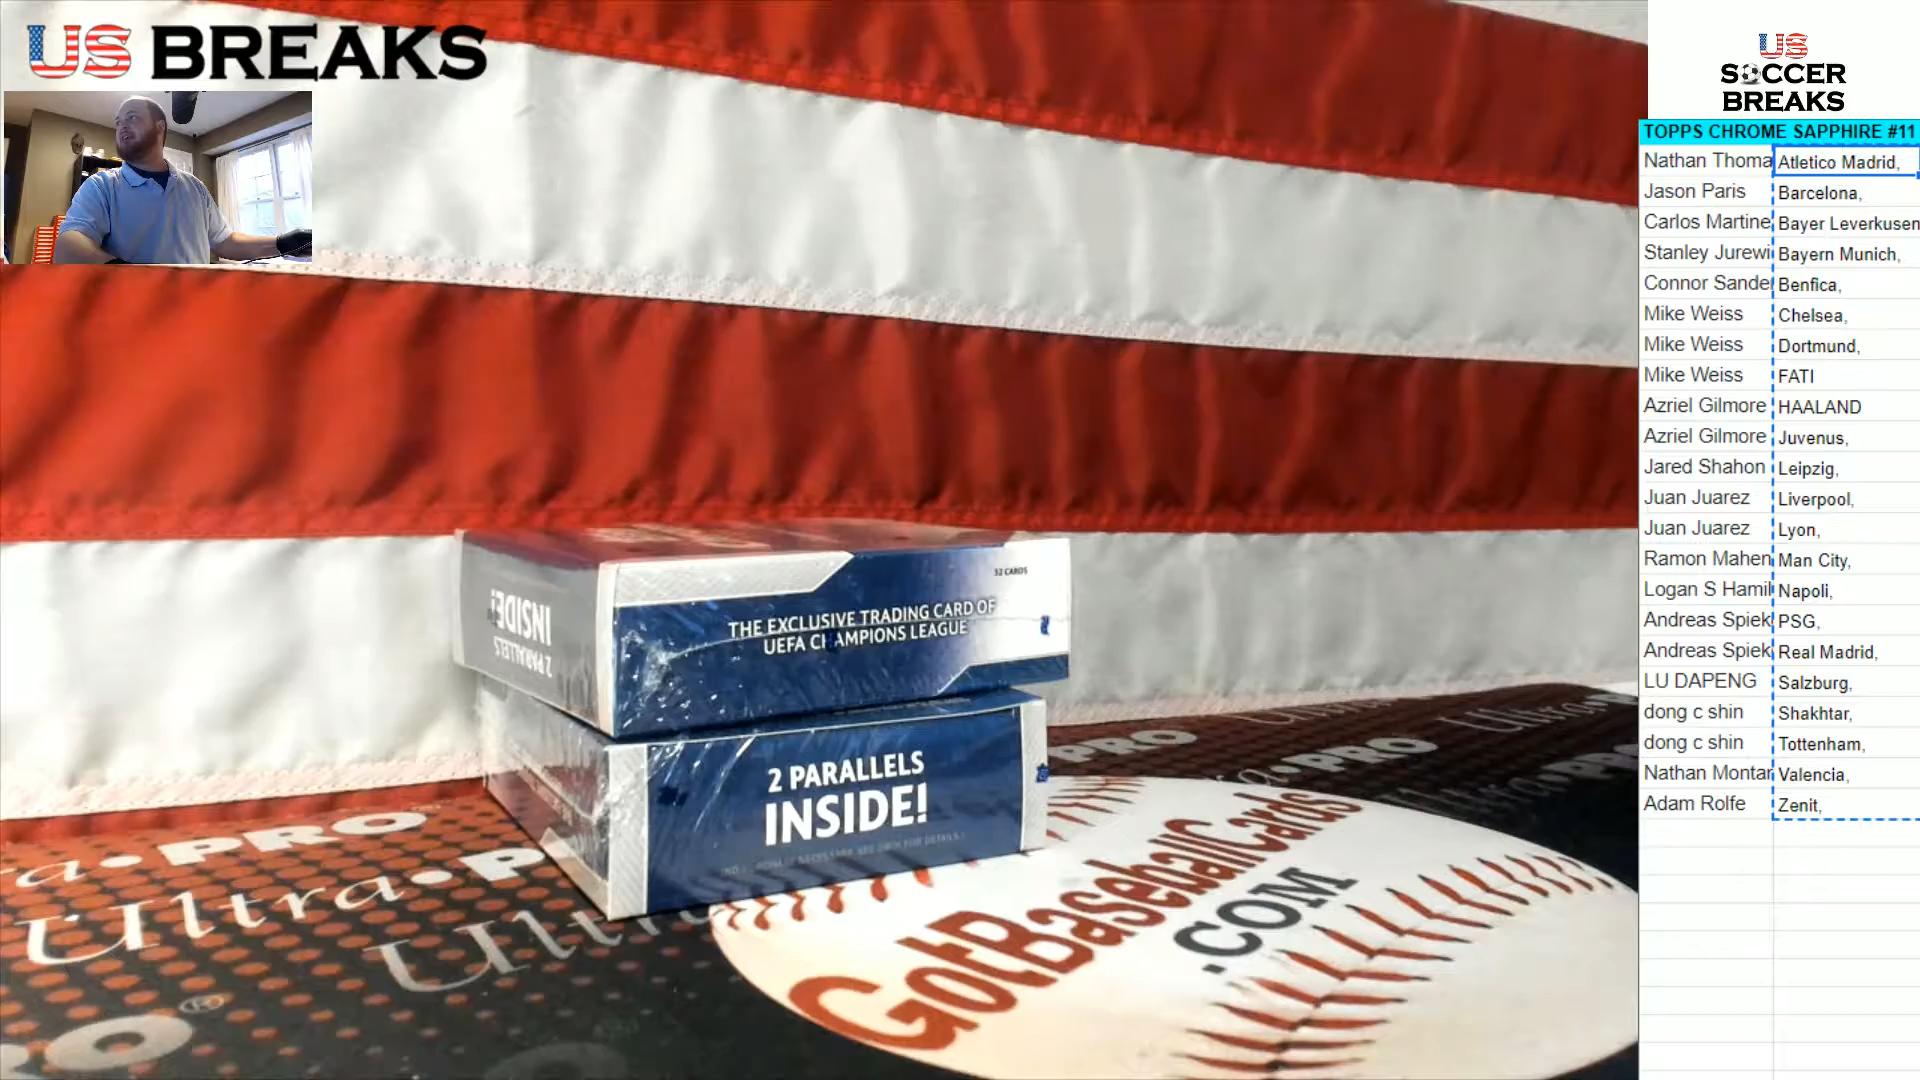 US BREAKS
US
SOCCER
BREAKS
TOPPS CHROME SAPPHIRE #11
Nathan Thoma Atletico Madrid,
Jason Paris Barcelona,
Carlos Martine Bayer Leverkusen
Stanley Jurewi Bayern Munich,
Connor Sande Benfica,
Mike Weiss Chelsea,
Mike Weiss Dortmund,
Mike Weiss FATI
Azriel Gilmore HAALAND
Azriel Gilmore Juvenus,
Jared Shahon Leipzig,
Juan Juarez Liverpool,
Juan Juarez Lyon,
Ramon Mahen Man City,
Logan S Hamil Napoli,
Andreas Spiek PSG,
Andreas Spiek Real Madrid,
LU DAPENG Salzburg,
dong c shin Shakhtar,
dong c shin Tottenham,
Nathan Montar Valencia,
Adam Rolfe Zenit,
32 CARDS
THE EXCLUSIVE TRADING CARD OF
UEFA CHAMPIONS LEAGUE
2 PARALLELS
INSIDE!
2 PARALLELS
INSIDE!
GotBaseballCards
.COM
Ultra•PRO
Ultra•PRO